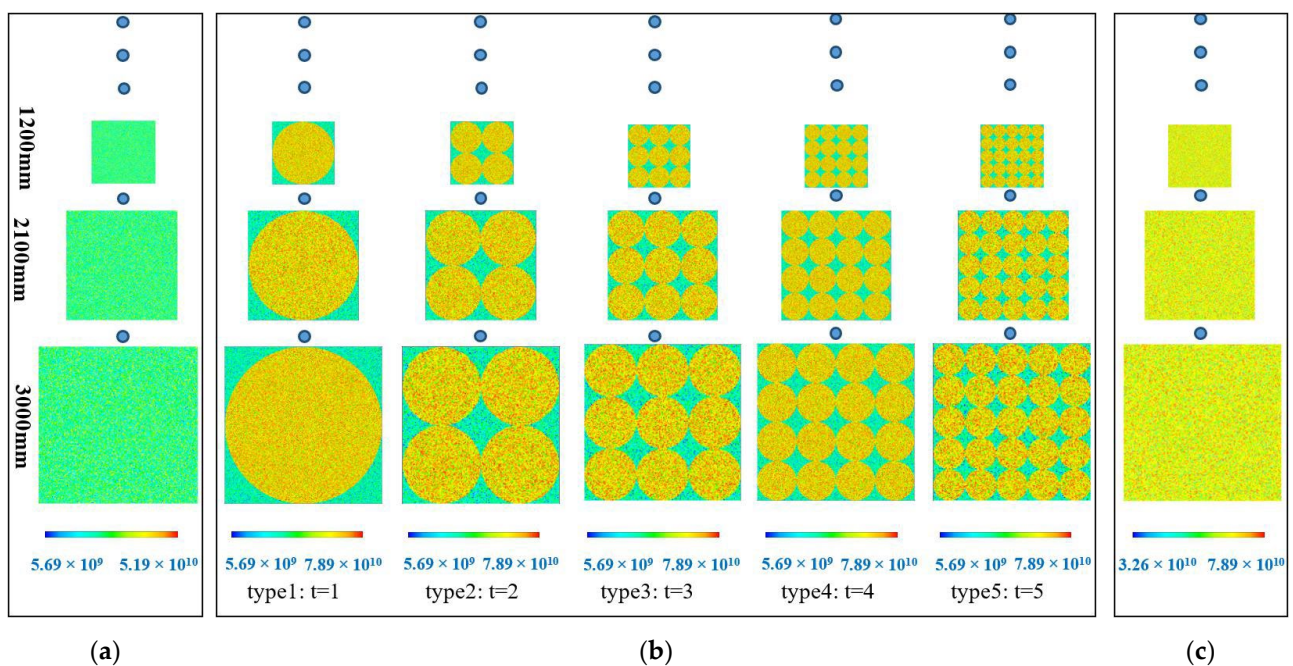 1200mm
2100mm
3000mm
5.69 × 10⁹ 5.19 × 10¹⁰
5.69 × 10⁹ 7.89 × 10¹⁰
5.69 × 10⁹ 7.89 × 10¹⁰
5.69 × 10⁹ 7.89 × 10¹⁰
5.69 × 10⁹ 7.89 × 10¹⁰
5.69 × 10⁹ 7.89 × 10¹⁰
3.26 × 10¹⁰ 7.89 × 10¹⁰
type1: t=1
type2: t=2
type3: t=3
type4: t=4
type5: t=5
(a)
(b)
(c)